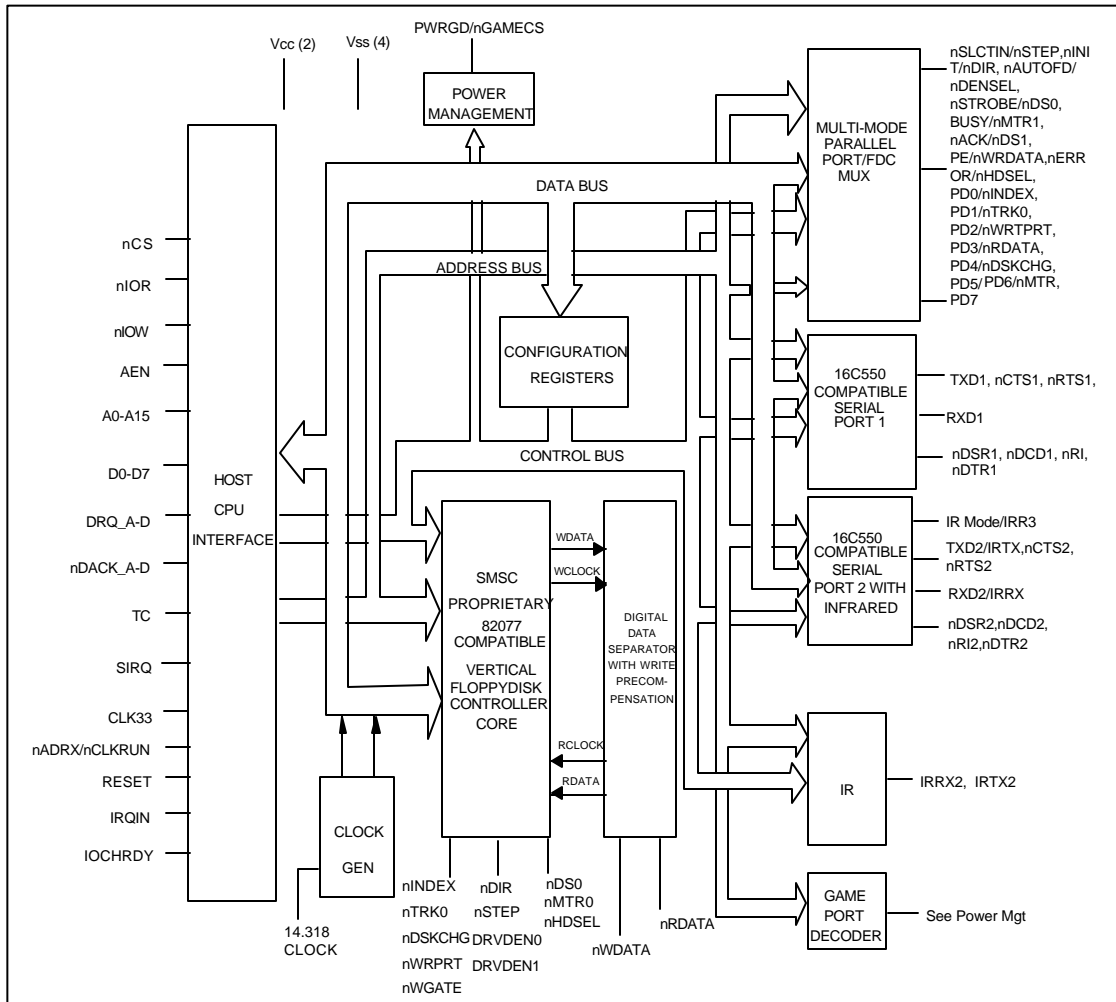 PWRGD/nGAMECS
Vcc (2)
Vss (4)
POWER
MANAGEMENT
DATA BUS
ADDRESS BUS
CONFIGURATION
REGISTERS
CONTROL BUS
nCS
nIOR
nIOW
AEN
A0-A15
D0-D7
DRQ_A-D
nDACK_A-D
TC
SIRQ
CLK33
nADRX/nCLKRUN
RESET
IRQIN
IOCHRDY
HOST
CPU
INTERFACE
CLOCK
GEN
14.318
CLOCK
SMSC
PROPRIETARY
82077
COMPATIBLE
VERTICAL
FLOPPYDISK
CONTROLLER
CORE
WDATA
WCLOCK
RCLOCK
RDATA
DIGITAL
DATA
SEPARATOR
WITH WRITE
PRECOM-
PENSATION
nINDEX
nTRK0
nDSKCHG
nWRPRT
nWGATE
nDIR
nSTEP
DRVDEN0
DRVDEN1
nDS0
nMTR0
nHDSEL
nWDATA
nRDATA
MULTI-MODE
PARALLEL
PORT/FDC
MUX
nSLCTIN/nSTEP,nINI
T/nDIR, nAUTOFD/
nDENSEL,
nSTROBE/nDS0,
BUSY/nMTR1,
nACK/nDS1,
PE/nWRDATA,nERR
OR/nHDSEL,
PD0/nINDEX,
PD1/nTRK0,
PD2/nWRTPRT,
PD3/nRDATA,
PD4/nDSKCHG,
PD5/ PD6/nMTR,
PD7
16C550
COMPATIBLE
SERIAL
PORT 1
TXD1, nCTS1, nRTS1,
RXD1
nDSR1, nDCD1, nRI,
nDTR1
16C550
COMPATIBLE
SERIAL
PORT 2 WITH
INFRARED
IR Mode/IRR3
TXD2/IRTX,nCTS2,
nRTS2
RXD2/IRRX
nDSR2,nDCD2,
nRI2,nDTR2
IR
IRRX2, IRTX2
GAME
PORT
DECODER
See Power Mgt